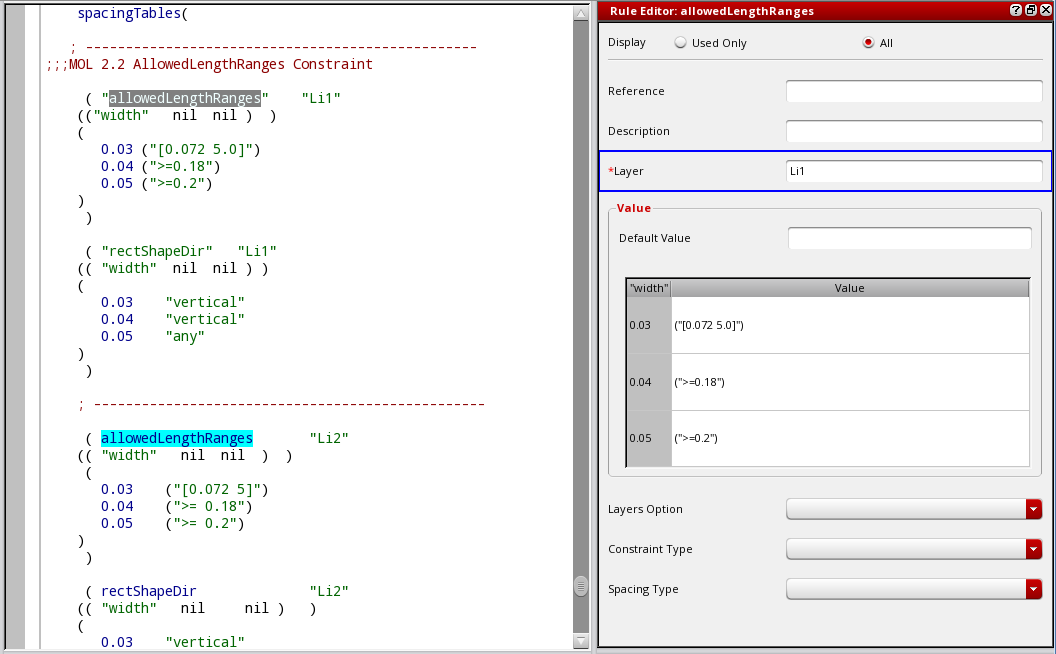 spacingTables(
; -------------------------------------------------
;;;MOL 2.2 AllowedLengthRanges Constraint
( "allowedLengthRanges" "Li1"
(("width" nil nil ) )
(
0.03 ("[0.072 5.0]")
0.04 (">=0.18")
0.05 (">=0.2")
)
)
( "rectShapeDir" "Li1"
(( "width" nil nil ) )
(
0.03 "vertical"
0.04 "vertical"
0.05 "any"
)
)
; -------------------------------------------------
( allowedLengthRanges "Li2"
(( "width" nil nil ) )
(
0.03 ("[0.072 5]")
0.04 (">= 0.18")
0.05 (">= 0.2")
)
)
( rectShapeDir "Li2"
(( "width" nil nil ) )
(
0.03 "vertical"
Rule Editor: allowedLengthRanges
Display Used Only All
Reference
Description
*Layer Li1
Value
Default Value
"width" Value
0.03 ("[0.072 5.0]")
0.04 (">=0.18")
0.05 (">=0.2")
Layers Option
Constraint Type
Spacing Type